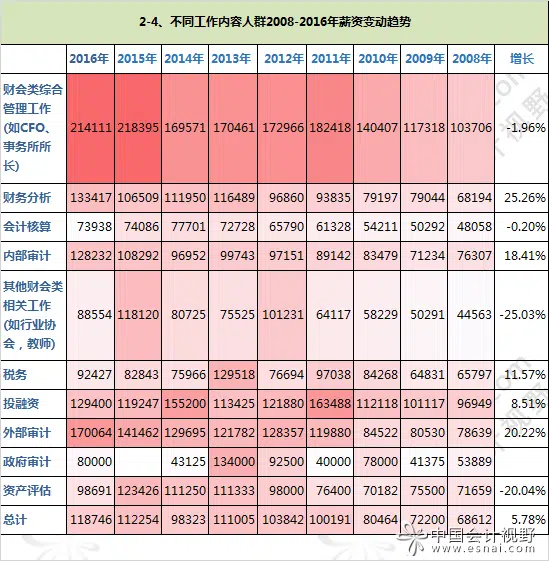 2-4、不同工作内容人群2008-2016年薪资变动趋势
2016年 2015年 2014年 2013年 2012年 2011年 2010年 2009年 2008年 增长
财会类综合
管理工作
(如CFO、
事务所所
长) 214111 218395 169571 170461 172966 182418 140407 117318 103706 -1.96%
财务分析 133417 106509 111950 116489 96860 93835 79197 79044 68194 25.26%
会计核算 73938 74086 77701 72728 65790 61328 54211 50292 48058 -0.20%
内部审计 128232 108292 96952 99743 97151 89142 83479 71234 76307 18.41%
其他财会类
相关工作
(如行业协
会，教师) 88554 118120 80725 75525 101231 64117 58229 50291 44563 -25.03%
税务 92427 82843 75966 129518 76694 97038 84268 64831 65797 11.57%
投融资 129400 119247 155200 113425 121880 163488 112118 101117 96949 8.51%
外部审计 170064 141462 129695 121782 128357 119880 84522 80530 78639 20.22%
政府审计 80000 43125 134000 92500 40000 78000 41375 53889
资产评估 98691 123426 111250 111333 98000 76400 70182 75500 71659 -20.04%
总计 118746 112254 98323 111005 103842 100191 80464 72200 68612 5.78%
中国会计视野
www.esnai.com